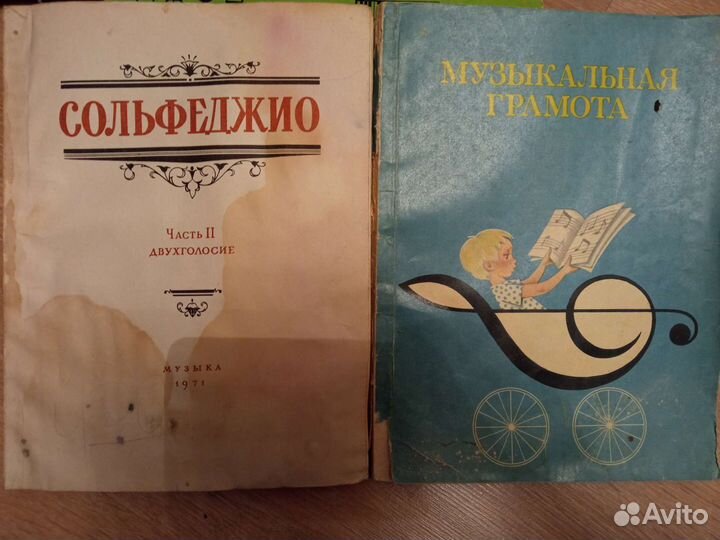 СОЛЬФЕДЖИО
Часть II
ДВУХГОЛОСИЕ
МУЗЫКА
1971
МУЗЫКАЛЬНАЯ
ГРАМОТА
Avito